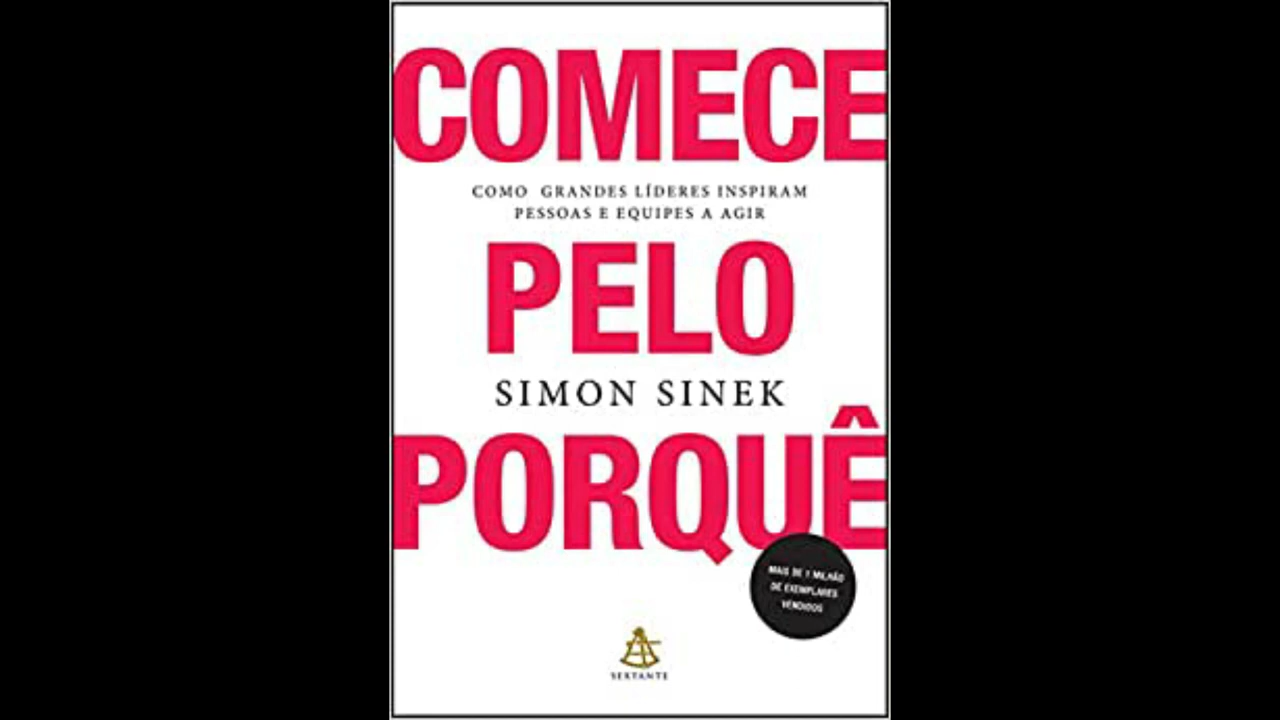 COMECE
COMO GRANDES LÍDERES INSPIRAM
PESSOAS E EQUIPES A AGIR
PELO
SIMON SINEK
PORQUÊ
MAIS DE 1 MILHÃO
DE EXEMPLARES
VENDIDOS
SEXTANTE